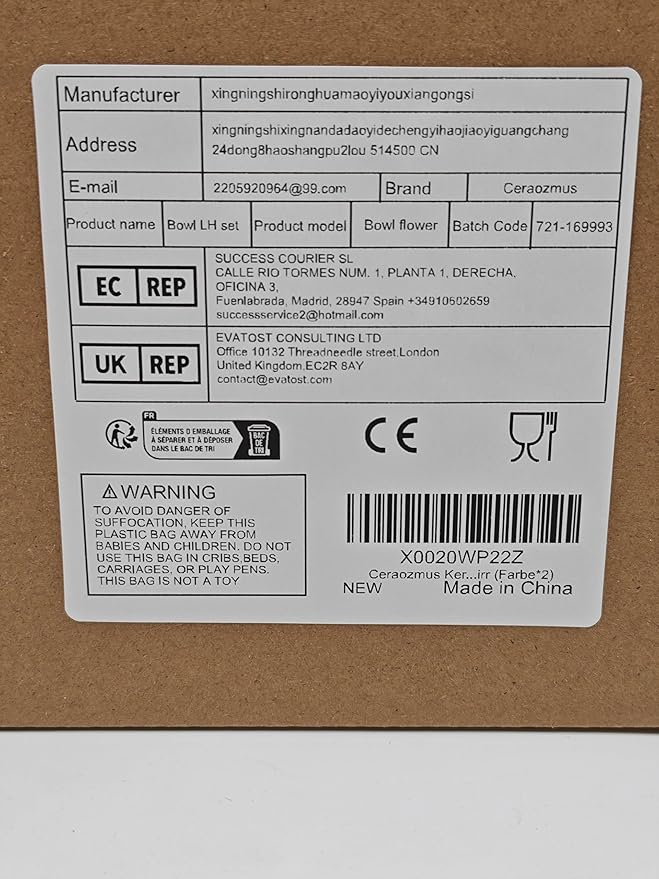 Manufacturer xingningshironghuamaoyiyouxiangongsi
Address xingningshixingnandadaoyidechengyihaojiaoyiguangchang
24dong8haoshangpu2lou 514500 CN
E-mail 2205920964@99.com Brand Ceraozmus
Product name Bowl LH set Product model Bowl flower Batch Code 721-169993
EC REP
SUCCESS COURIER SL
CALLE RIO TORMES NUM. 1, PLANTA 1, DERECHA,
OFICINA 3,
Fuenlabrada, Madrid, 28947 Spain +34910602659
successservice2@hotmail.com
UK REP
EVATOST CONSULTING LTD
Office 10132 Threadneedle street,London
United Kingdom,EC2R 8AY
contact@evatost.com
FR
ÉLÉMENTS D'EMBALLAGE
À SÉPARER ET À DÉPOSER
DANS LE BAC DE TRI
BAC
DE
TRI
CE
WARNING
TO AVOID DANGER OF
SUFFOCATION, KEEP THIS
PLASTIC BAG AWAY FROM
BABIES AND CHILDREN. DO NOT
USE THIS BAG IN CRIBS,BEDS,
CARRIAGES, OR PLAY PENS.
THIS BAG IS NOT A TOY
X0020WP22Z
Ceraozmus Ker...irr (Farbe*2)
NEW Made in China